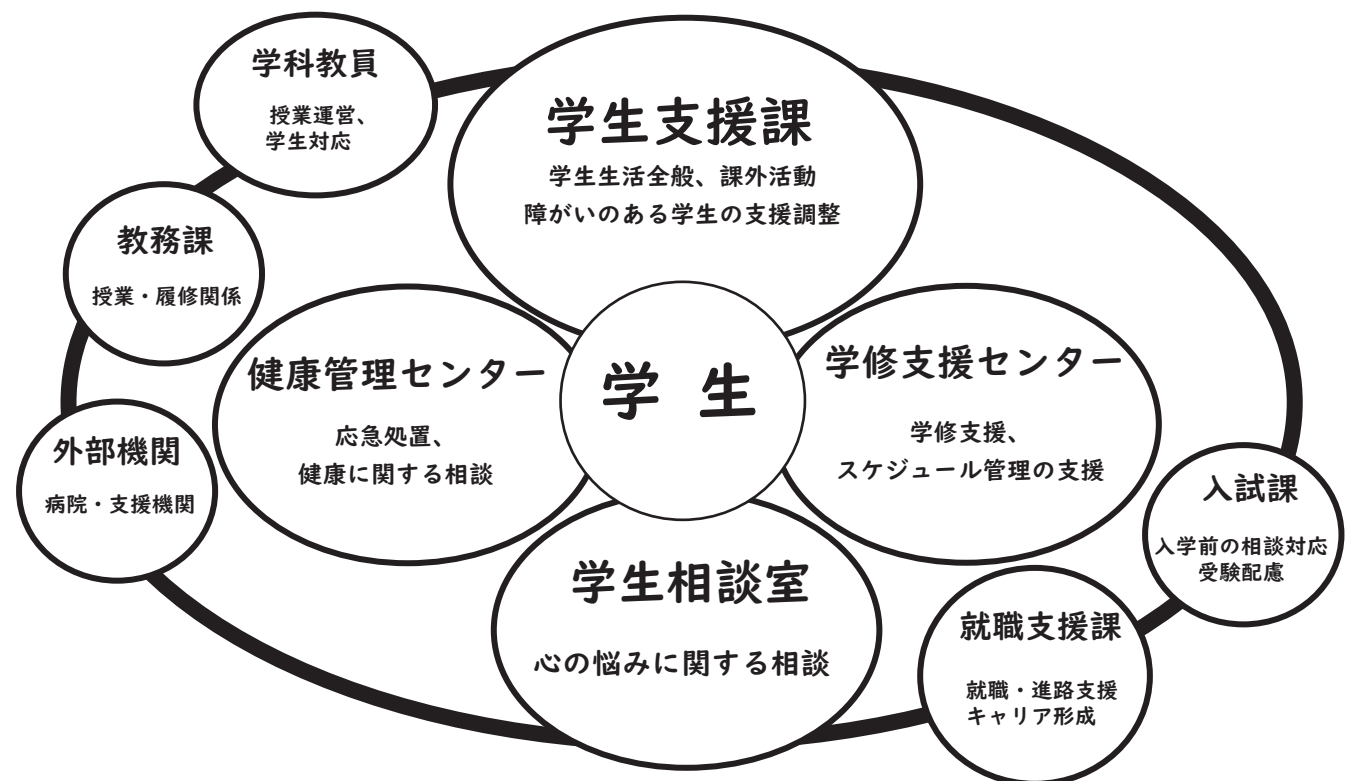 学科教員
授業運営、
学生対応
学生支援課
学生生活全般、課外活動
障がいのある学生の支援調整
教務課
授業・履修関係
健康管理センター
応急処置、
健康に関する相談
学 生
学修支援センター
学修支援、
スケジュール管理の支援
外部機関
病院・支援機関
入試課
入学前の相談対応
受験配慮
学生相談室
心の悩みに関する相談
就職支援課
就職・進路支援
キャリア形成